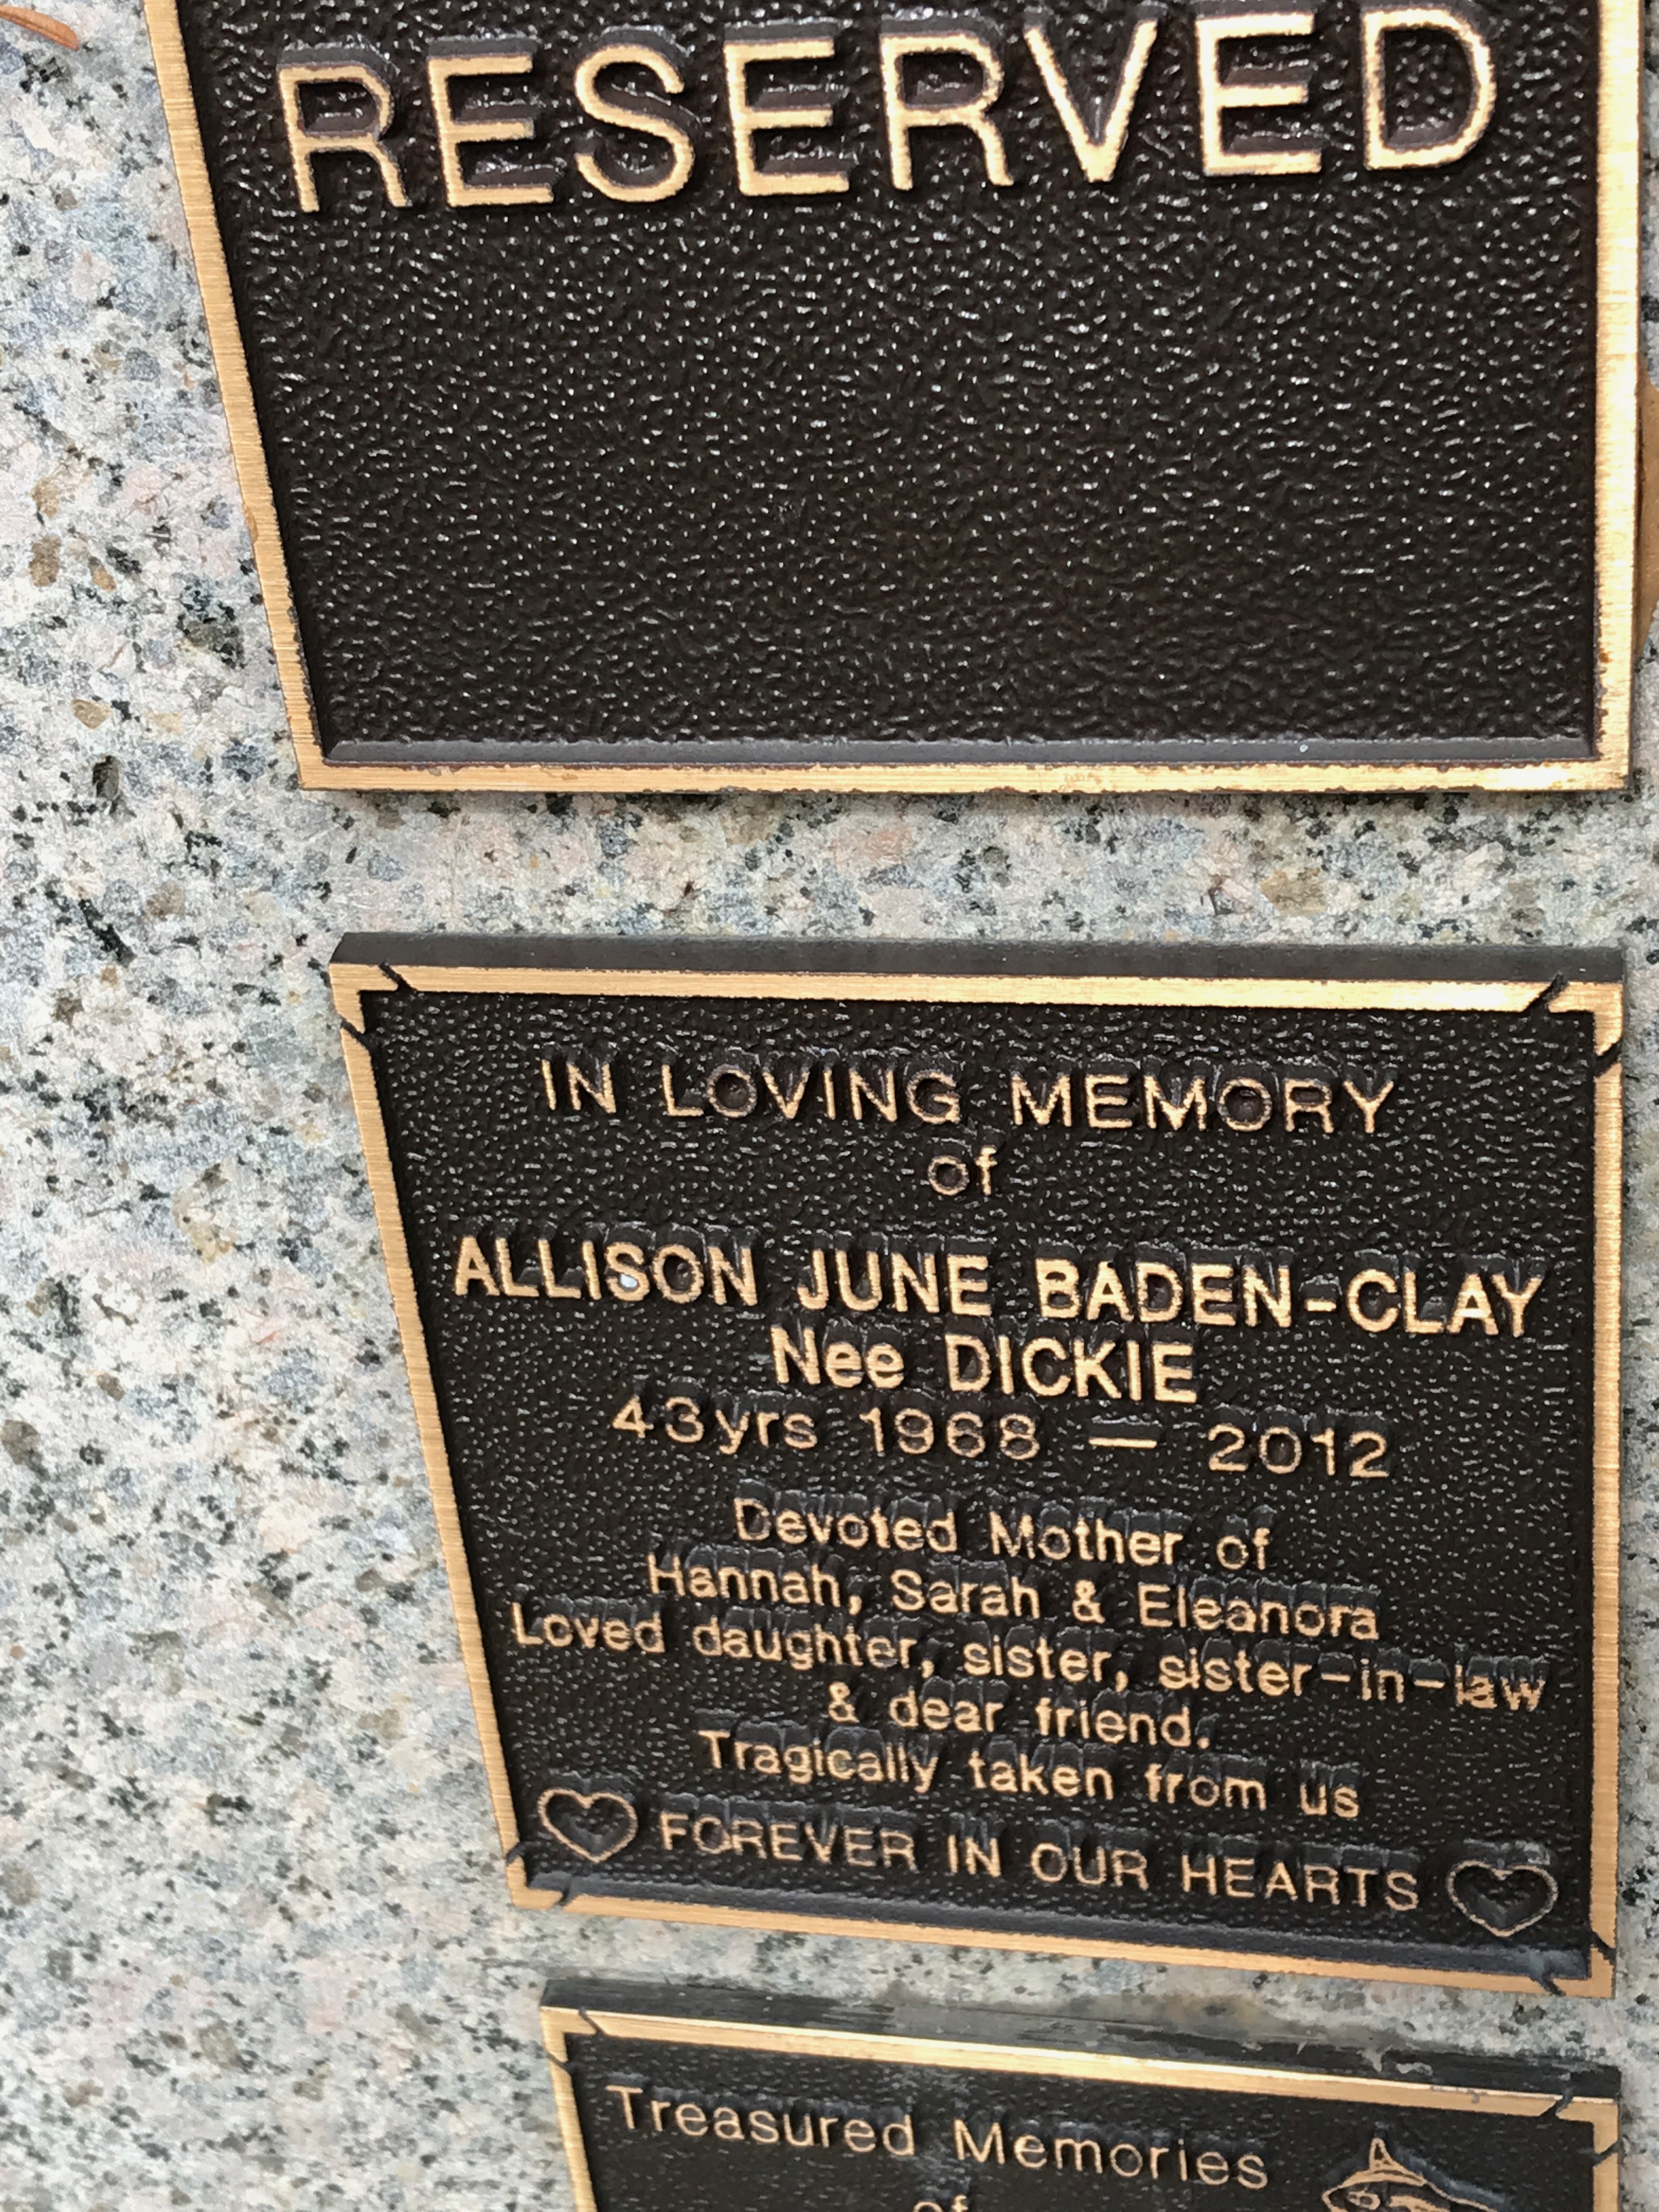 RESERVED
IN LOVING MEMORY
of
ALLISON JUNE BADEN-CLAY
Nee DICKIE
43yrs 1968 — 2012
Devoted Mother of
Hannah, Sarah & Eleanora
Loved daughter, sister, sister-in-law
& dear friend.
Tragically taken from us
FOREVER IN OUR HEARTS
Treasured Memories
of